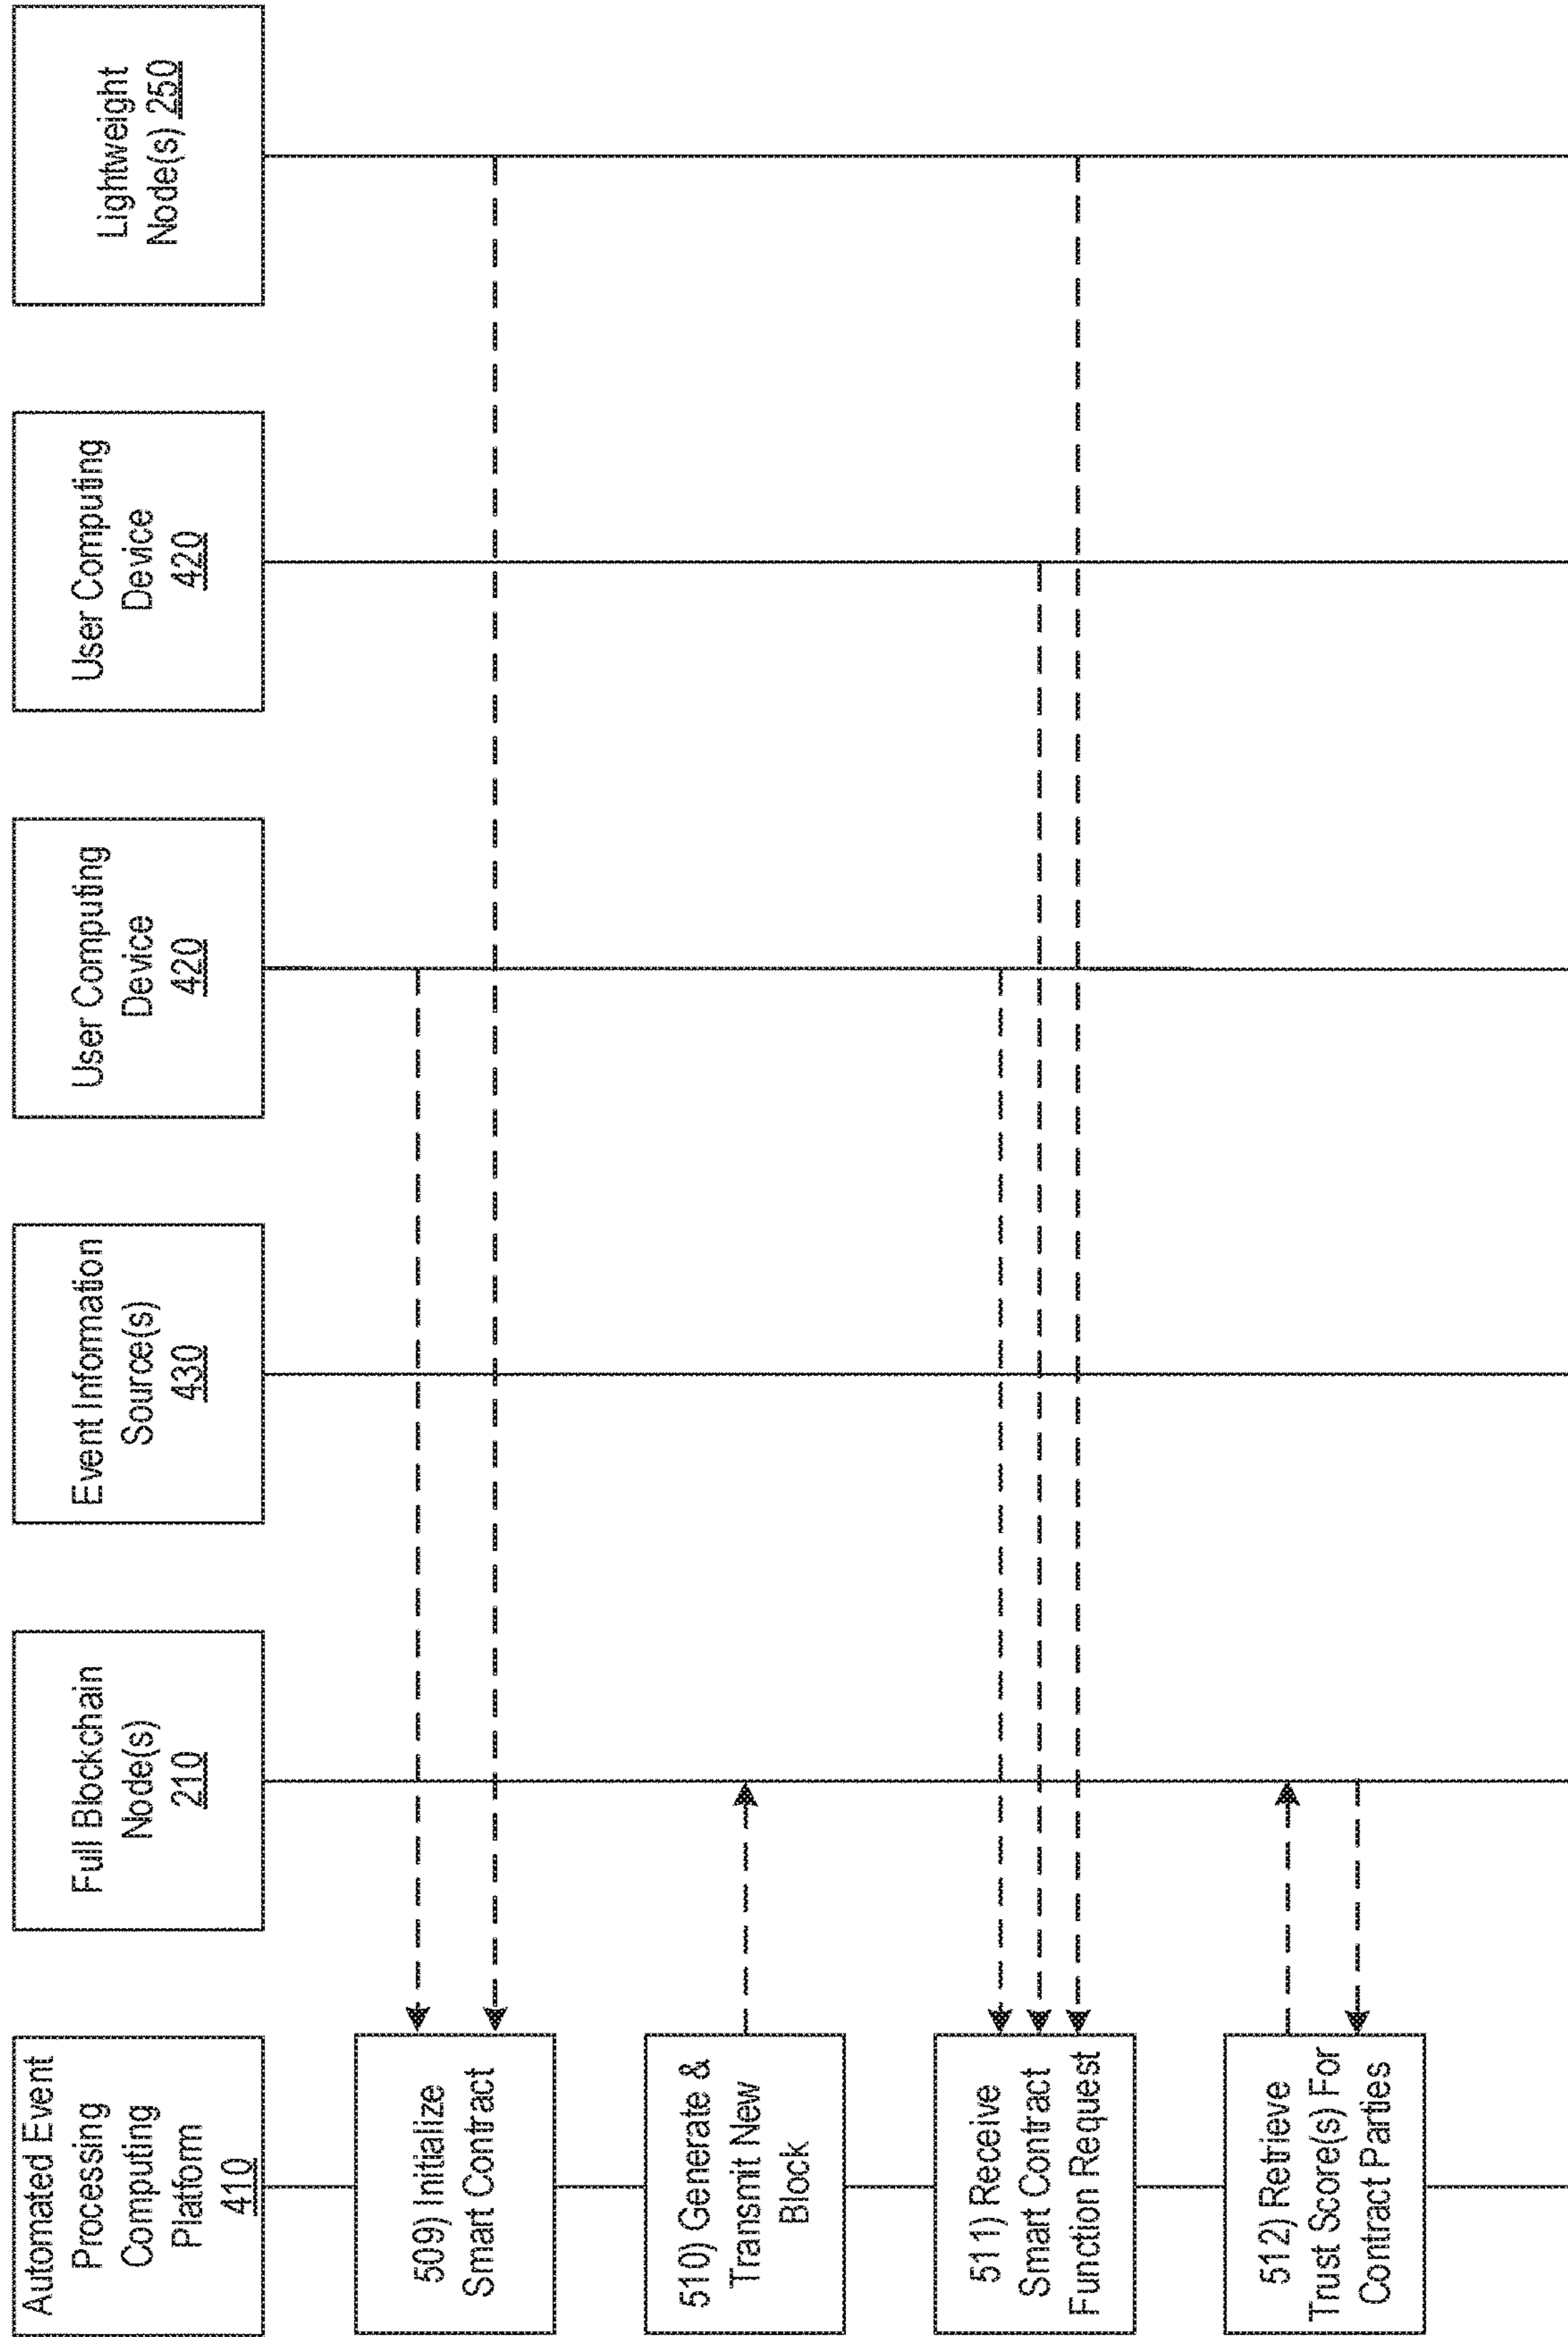 Automated Event
Processing
Computing
Platform
410
Full Blockchain
Node(s)
210
Event Information
Source(s)
430
User Computing
Device
420
User Computing
Device
420
Lightweight
Node(s) 250
509) Initialize
Smart Contract
510) Generate &
Transmit New
Block
511) Receive
Smart Contract
Function Request
512) Retrieve
Trust Score(s) For
Contract Parties